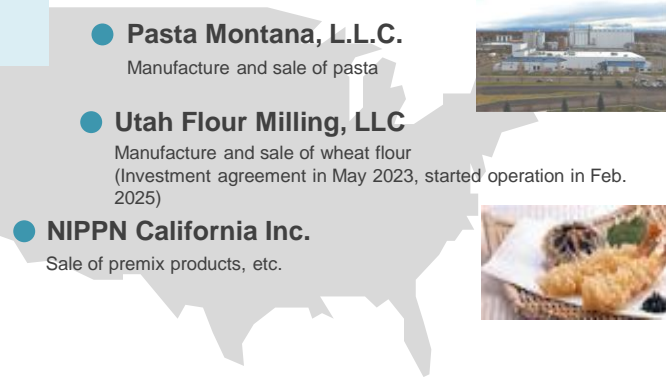 Pasta Montana, L.L.C.
Manufacture and sale of pasta
Utah Flour Milling, LLC
Manufacture and sale of wheat flour
(Investment agreement in May 2023, started operation in Feb.
2025)
NIPPN California Inc.
Sale of premix products, etc.